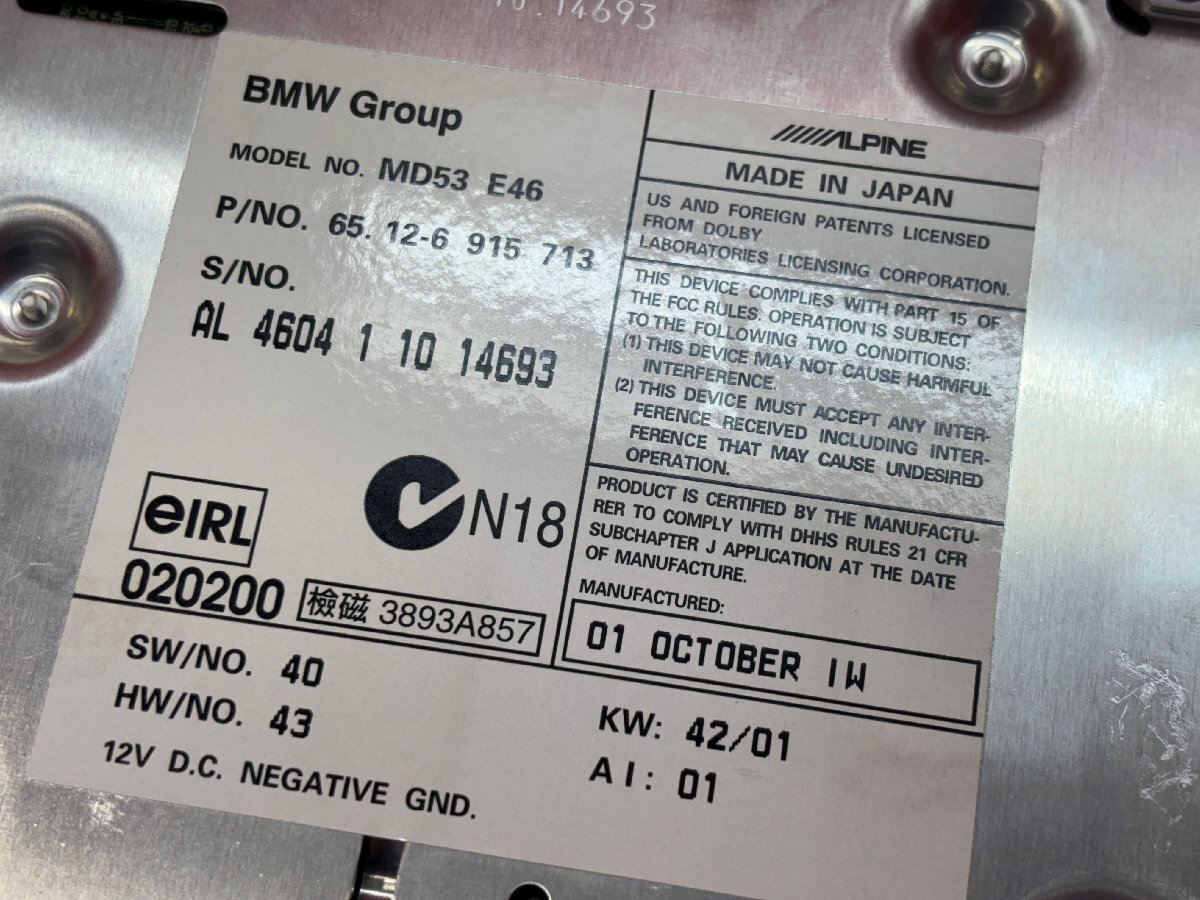 14693
BMW Group
MODEL NO. MD53 E46
P/NO. 65. 12-6 915 713
S/NO.
AL 4604 1 10 14693
eIRL
020200
N18
檢磁 3893A857
SW/NO. 40
HW/NO. 43
12V D.C. NEGATIVE GND.
ALPINE
MADE IN JAPAN
US AND FOREIGN PATENTS LICENSED
FROM DOLBY
LABORATORIES LICENSING CORPORATION.
THIS DEVICE COMPLIES WITH PART 15 OF
THE FCC RULES. OPERATION IS SUBJECT
TO THE FOLLOWING TWO CONDITIONS:
(1) THIS DEVICE MAY NOT CAUSE HARMFUL
INTERFERENCE.
(2) THIS DEVICE MUST ACCEPT ANY INTER-
FERENCE RECEIVED INCLUDING INTER-
FERENCE THAT MAY CAUSE UNDESIRED
OPERATION.
PRODUCT IS CERTIFIED BY THE MANUFACTU-
RER TO COMPLY WITH DHHS RULES 21 CFR
SUBCHAPTER J APPLICATION AT THE DATE
OF MANUFACTURE.
MANUFACTURED:
01 OCTOBER IW
KW: 42/01
AI: 01